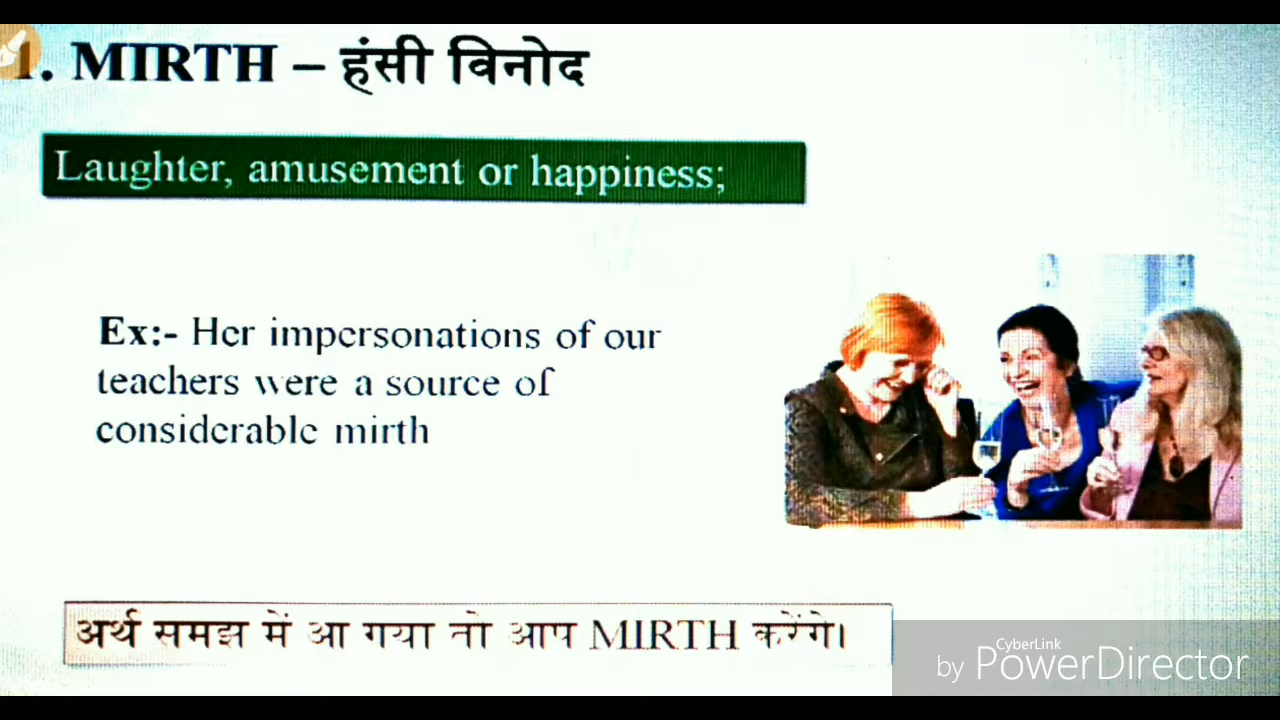 1. MIRTH – हंसी विनोद
Laughter, amusement or happiness;
Ex:- Her impersonations of our
teachers were a source of
considerable mirth
अर्थ समझ में आ गया तो आप MIRTH करेंगे।
CyberLink
by PowerDirector